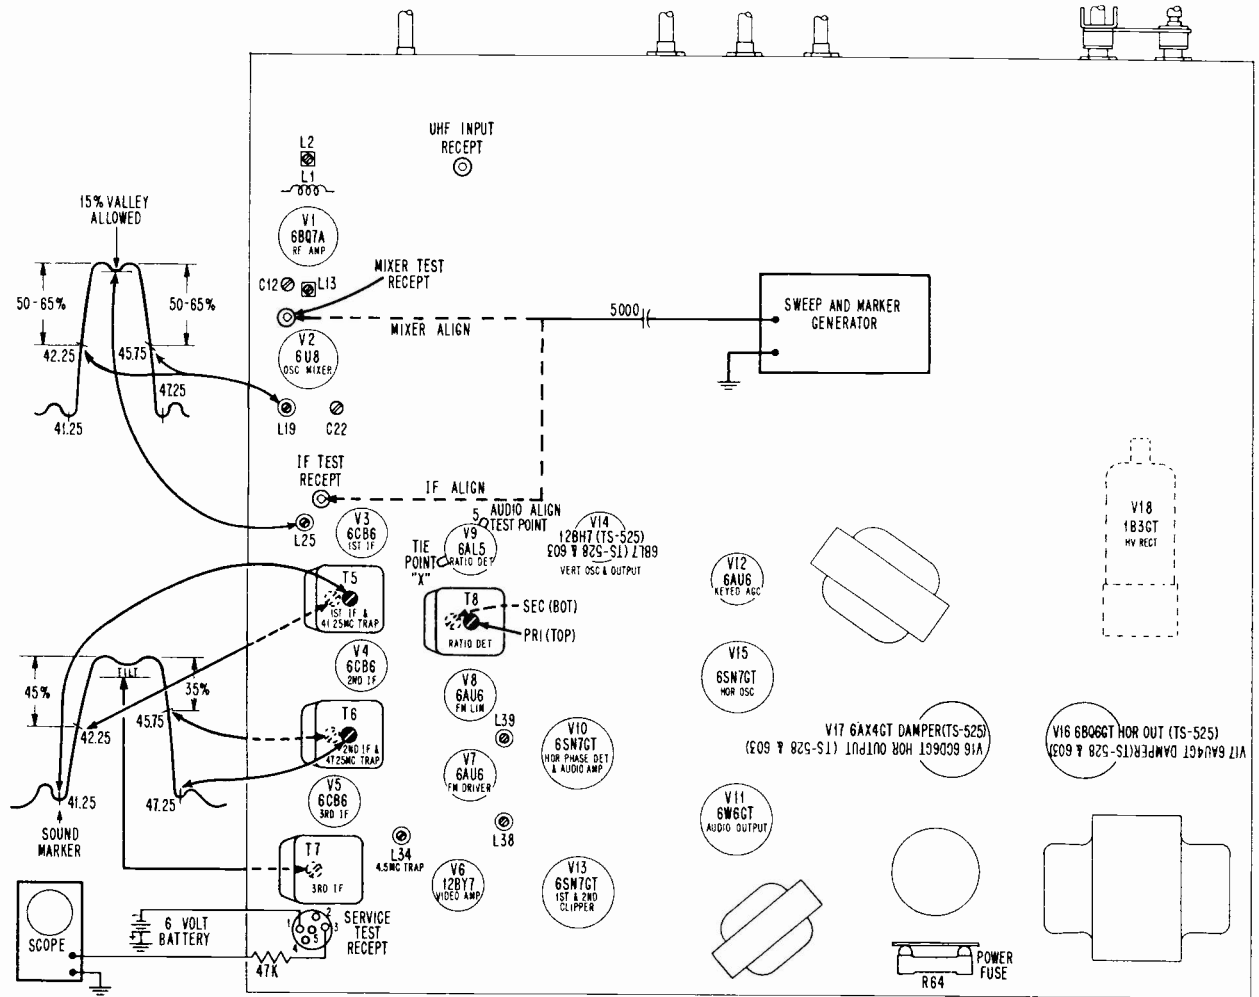 UHF INPUT
RECEPT
L2
L1
V1
6BQ7A
RF AMP
15% VALLEY
ALLOWED
50-65%
50-65%
42.25
45.75
47.25
41.25
C12
L13
MIXER TEST
RECEPT
MIXER ALIGN
5000
SWEEP AND MARKER
GENERATOR
V2
6U8
OSC MIXER
L19
C22
IF TEST
RECEPT
IF ALIGN
L25
V3
6CB6
1ST IF
5
AUDIO ALIGN
TEST POINT
V9
6AL5
RATIO DET
TIE
POINT
"X"
V14
12BH7 (TS-525)
6BL7 (TS-528 & 603)
VERT OSC & OUTPUT
V12
6AU6
KEYED AGC
V18
1B3GT
HV RECT
T5
1ST IF &
41.25MC TRAP
T8
RATIO DET
SEC (BOT)
PRI (TOP)
V4
6CB6
2ND IF
V15
6SN7GT
HOR OSC
V8
6AU6
FM LIM
45%
TILT
35%
45.75
42.25
41.25
47.25
SOUND
MARKER
T6
2ND IF &
47.25MC TRAP
L39
V10
6SN7GT
HOR PHASE DET
& AUDIO AMP
V17 6AX4GT DAMPER(TS-525)
V16 6CD6GT HOR OUTPUT (TS-528 & 603)
V16 6BQ6GT HOR OUT (TS-525)
V17 6AU4GT DAMPER(TS-528 & 603)
V7
6AU6
FM DRIVER
V5
6CB6
3RD IF
V11
6W6GT
AUDIO OUTPUT
L38
L34
4.5MC TRAP
T7
3RD IF
V6
12BY7
VIDEO AMP
V13
6SN7GT
1ST & 2ND
CLIPPER
SCOPE
6 VOLT
BATTERY
1
2
3
4
5
SERVICE
TEST
RECEPT
47K
POWER
FUSE
R64